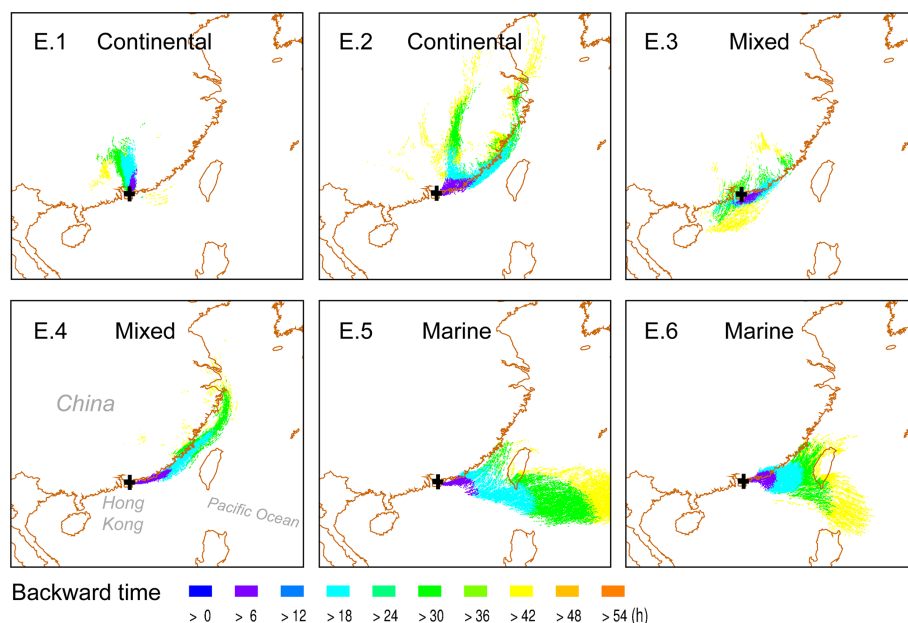 E.1 Continental
E.2 Continental
E.3 Mixed
E.4 Mixed
E.5 Marine
E.6 Marine
China
Hong
Kong
Pacific Ocean
Backward time
> 0 > 6 > 12 > 18 > 24 > 30 > 36 > 42 > 48 > 54 (h)